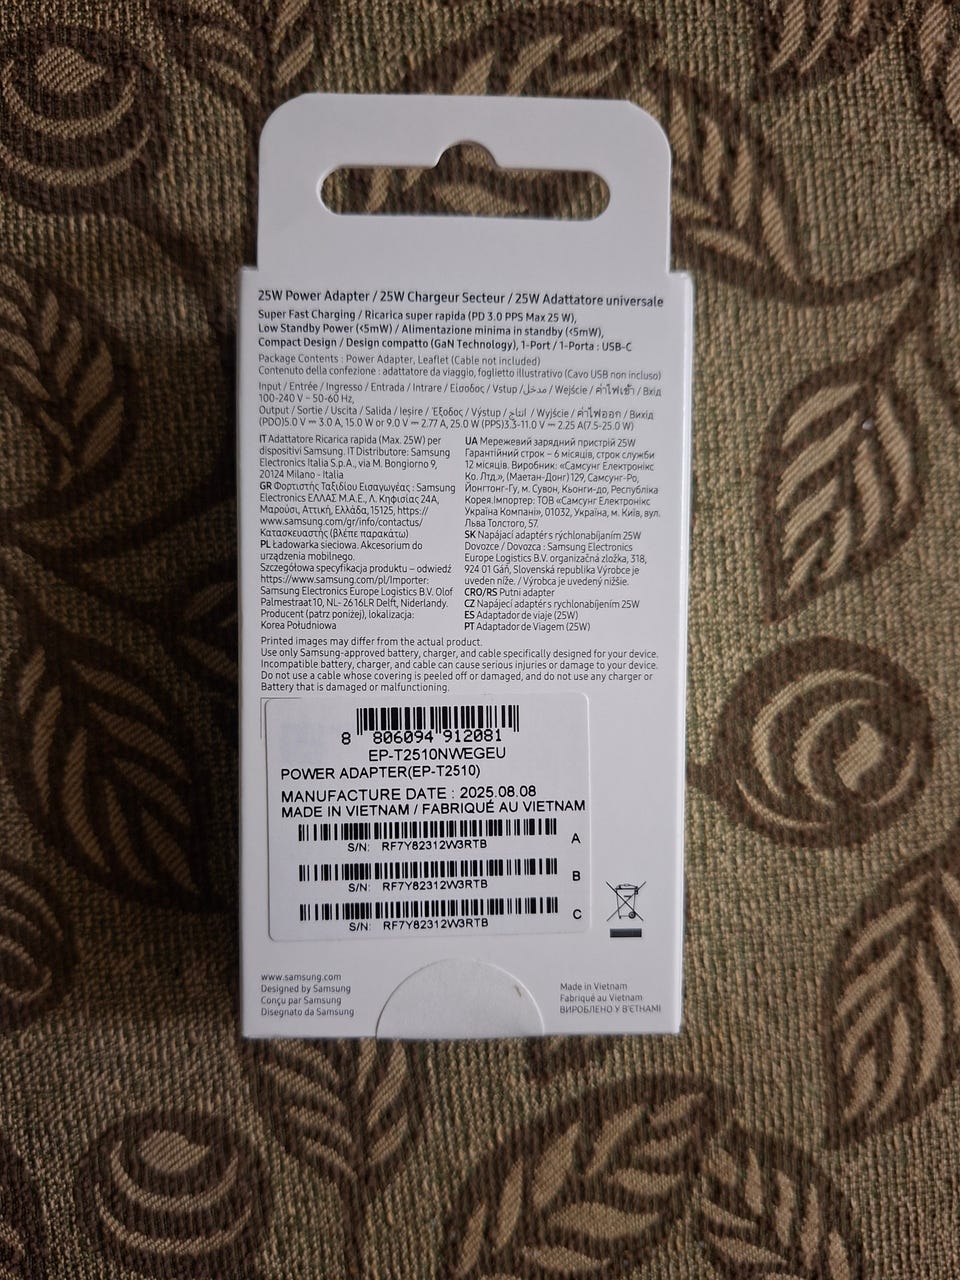 25W Power Adapter / 25W Chargeur Secteur / 25W Adattatore universale
Super Fast Charging / Ricarica super rapida (PD 3.0 PPS Max 25 W),
Low Standby Power (<5mW) / Alimentazione minima in standby (<5mW),
Compact Design / Design compatto (GaN Technology), 1-Port / 1-Porta : USB-C
Package Contents : Power Adapter, Leaflet (Cable not included)
Contenuto della confezione : adattatore da viaggio, foglietto illustrativo (Cavo USB non incluso)
Input / Entrée / Ingresso / Entrada / Intrare / Είσοδος / Vstup / مدخل / Wejście / ค่าไฟเข้า / Вхід
100-240 V ~ 50-60 Hz,
Output / Sortie / Uscita / Salida / Ieşire / Έξοδος / Výstup / إنتاج / Wyjście / ค่าไฟออก / Вихид
(PDO)5.0 V ⎓ 3.0 A, 15.0 W or 9.0 V ⎓ 2.77 A, 25.0 W (PPS)3.3-11.0 V ⎓ 2.25 A(7.5-25.0 W)
IT Adattatore Ricarica rapida (Max. 25W) per
dispositivi Samsung. IT Distributore: Samsung
Electronics Italia S.p.A., via M. Bongiorno 9,
20124 Milano - Italia
GR Φορτιστής Ταξιδίου Εισαγωγέας : Samsung
Electronics ΕΛΛΑΣ Μ.Α.Ε., Λ. Κηφισίας 24Α,
Μαρούσι, Αττική, Ελλάδα, 15125, https://
www.samsung.com/gr/info/contactus/
Κατασκευαστής (βλέπε παρακάτω)
PL Ładowarka sieciowa. Akcesorium do
urządzenia mobilnego.
Szczegółowa specyfikacja produktu – odwiedź
https://www.samsung.com/pl/Importer:
Samsung Electronics Europe Logistics B.V. Olof
Palmestraat 10, NL- 2616LR Delft, Niderlandy.
Producent (patrz poniżej), lokalizacja:
Korea Południowa
UA Мережевий зарядний пристрій 25W
Гарантійний строк – 6 місяців, строк служби
12 місяців. Виробник: «Самсунг Електронікс
Ко. Лтд.», (Маетан-Донг) 129, Самсунг-Ро,
Йонгтонг-Гу, м. Сувон, Кьонги-до, Республіка
Корея.Імпортер: ТОВ «Самсунг Електронікс
Україна Компані», 01032, Україна, м. Київ, вул.
Льва Толстого, 57.
SK Napájací adaptér s rýchlonabíjaním 25W
Dovozce / Dovozca : Samsung Electronics
Europe Logistics B.V. organizačná zložka, 318,
924 01 Gáň, Slovenská republika Výrobce je
uveden níže. / Výrobca je uvedený nižšie.
CRO/RS Putni adapter
CZ Napájecí adaptér s rychlonabíjením 25W
ES Adaptador de viaje (25W)
PT Adaptador de Viagem (25W)
Printed images may differ from the actual product.
Use only Samsung-approved battery, charger, and cable specifically designed for your device.
Incompatible battery, charger, and cable can cause serious injuries or damage to your device.
Do not use a cable whose covering is peeled off or damaged, and do not use any charger or
Battery that is damaged or malfunctioning.
8 806094 912081
EP-T2510NWEGEU
POWER ADAPTER(EP-T2510)
MANUFACTURE DATE : 2025.08.08
MADE IN VIETNAM / FABRIQUÉ AU VIETNAM
A
S/N: RF7Y82312W3RTB
B
S/N: RF7Y82312W3RTB
C
S/N: RF7Y82312W3RTB
www.samsung.com
Designed by Samsung
Conçu par Samsung
Disegnato da Samsung
Made in Vietnam
Fabriqué au Vietnam
ВИРОБЛЕНО У В'ЄТНАМІ